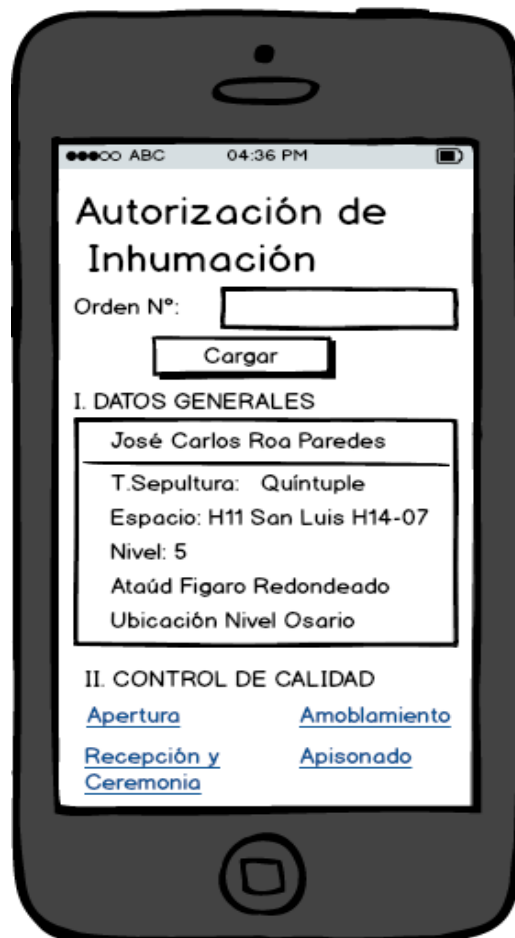 ABC 04:36 PM
Autorización de
Inhumación
Orden N°:
Cargar
I. DATOS GENERALES
José Carlos Roa Paredes
T.Sepultura: Quíntuple
Espacio: H11 San Luis H14-07
Nivel: 5
Ataúd Figaro Redondeado
Ubicación Nivel Osario
II. CONTROL DE CALIDAD
Apertura Amoblamiento
Recepción y Apisonado
Ceremonia